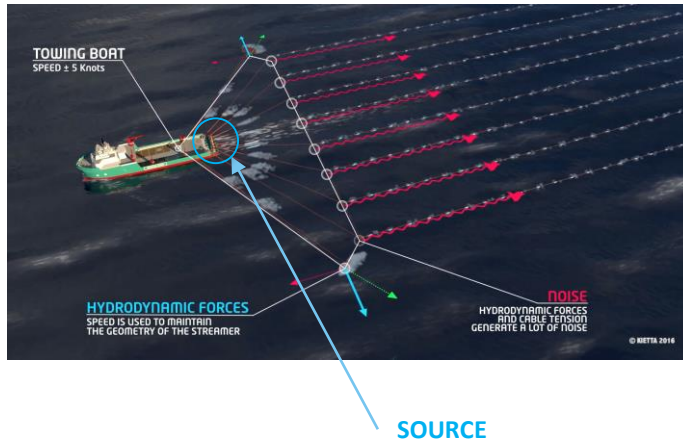 TOWING BOAT
SPEED ± 5 Knots
HYDRODYNAMIC FORCES
SPEED IS USED TO MAINTAIN
THE GEOMETRY OF THE STREAMER
NOISE
HYDRODYNAMIC FORCES
AND CABLE TENSION
GENERATE A LOT OF NOISE
© KIETTA 2016
SOURCE